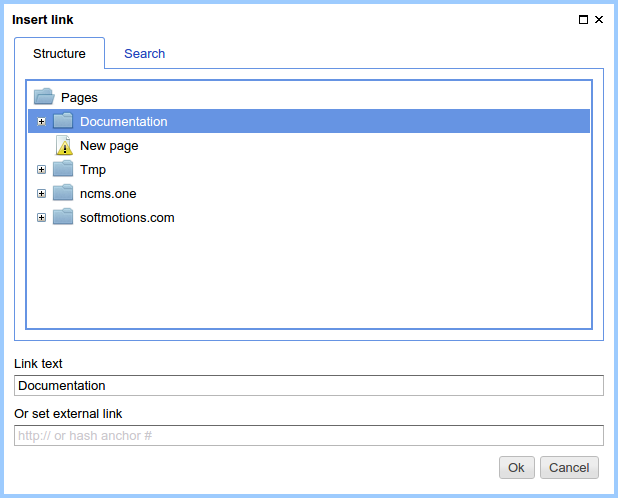 Insert link
Structure
Search
Pages
Documentation
New page
Tmp
ncms.one
softmotions.com
Link text
Documentation
Or set external link
http:// or hash anchor #
Ok
Cancel